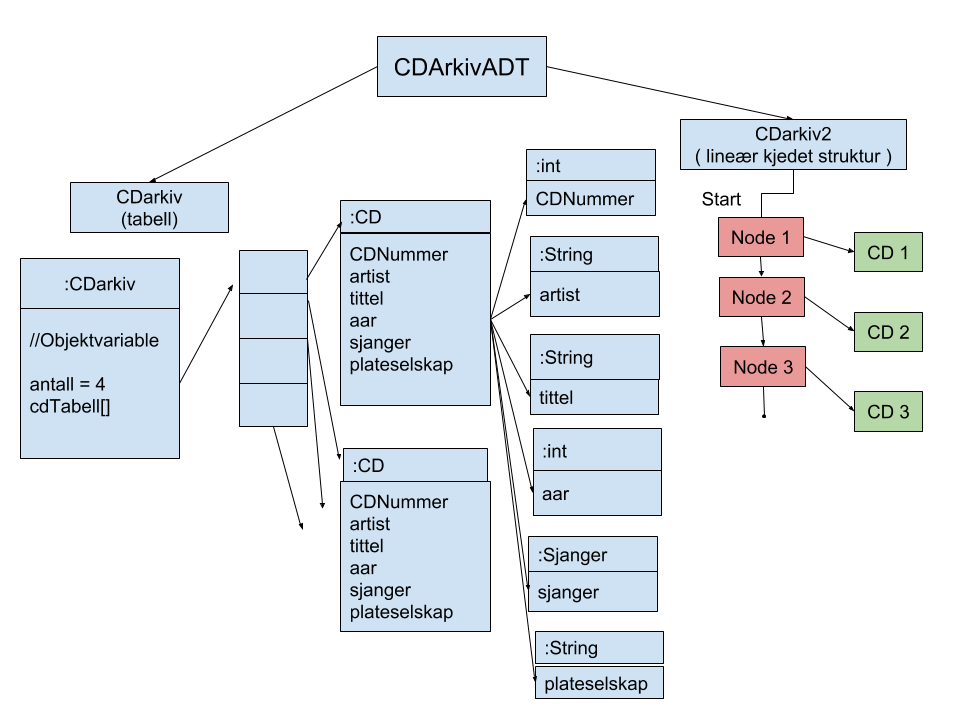 CDArkivADT
CDarkiv
(tabell)
CDarkiv2
( lineær kjedet struktur )
:CDarkiv
//Objektvariable
antall = 4
cdTabell[]
:CD
CDNummer
artist
tittel
aar
sjanger
plateselskap
:CD
CDNummer
artist
tittel
aar
sjanger
plateselskap
:int
CDNummer
:String
artist
:String
tittel
:int
aar
:Sjanger
sjanger
:String
plateselskap
Start
Node 1
CD 1
Node 2
CD 2
Node 3
CD 3